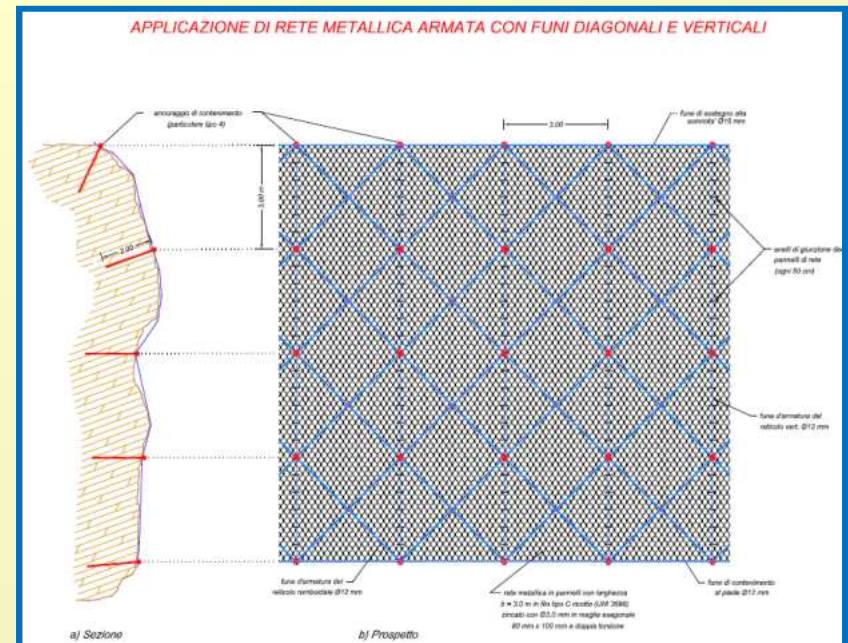 APPLICAZIONE DI RETE METALLICA ARMATA CON FUNI DIAGONALI E VERTICALI
ancoraggio di contenimento
(particolare tipo 4)
3.00
fune di sostegno alla
sommita' Ø16 mm
3.00 m
2.00 m
anelli di giunzione dei
pannelli di rete
(ogni 50 cm)
fune d'armatura del
reticolo vert. Ø12 mm
fune d'armatura del
reticolo romboidale Ø12 mm
rete metallica in pannelli con larghezza
b = 3.0 m in filo tipo C ricotto (UNI 3598)
zincato con Ø3.0 mm in maglie esagonale
80 mm x 100 mm a doppia torsione
fune di contenimento
al piede Ø12 mm
a) Sezione
b) Prospetto